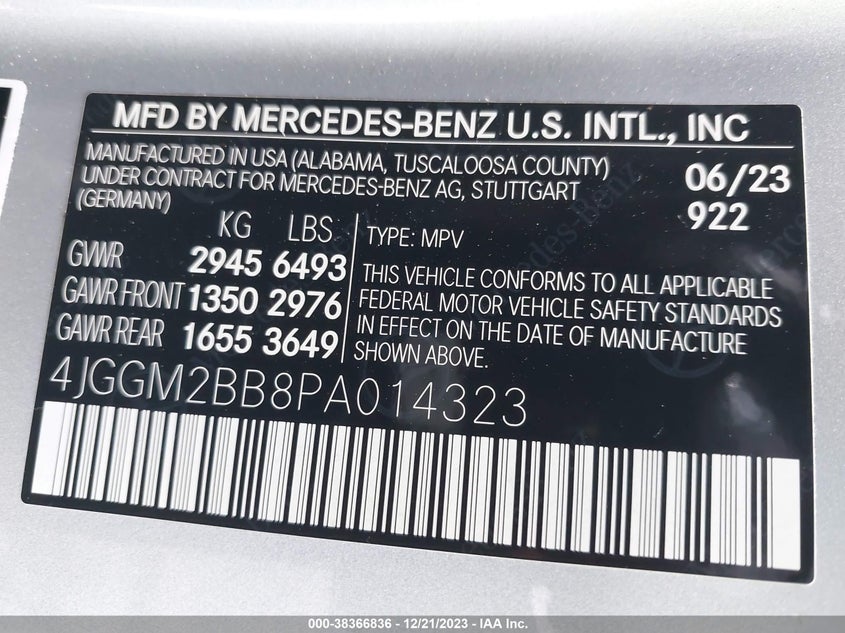 MFD BY MERCEDES-BENZ U.S. INTL., INC
MANUFACTURED IN USA (ALABAMA, TUSCALOOSA COUNTY)
UNDER CONTRACT FOR MERCEDES-BENZ AG, STUTTGART
(GERMANY)
06/23
922
KG LBS
GVWR 2945 6493
GAWR FRONT 1350 2976
GAWR REAR 1655 3649
TYPE: MPV
THIS VEHICLE CONFORMS TO ALL APPLICABLE
FEDERAL MOTOR VEHICLE SAFETY STANDARDS
IN EFFECT ON THE DATE OF MANUFACTURE
SHOWN ABOVE.
4JGGM2BB8PA014323
Mercedes-Benz
000-38366836 - 12/21/2023 - IAA Inc.